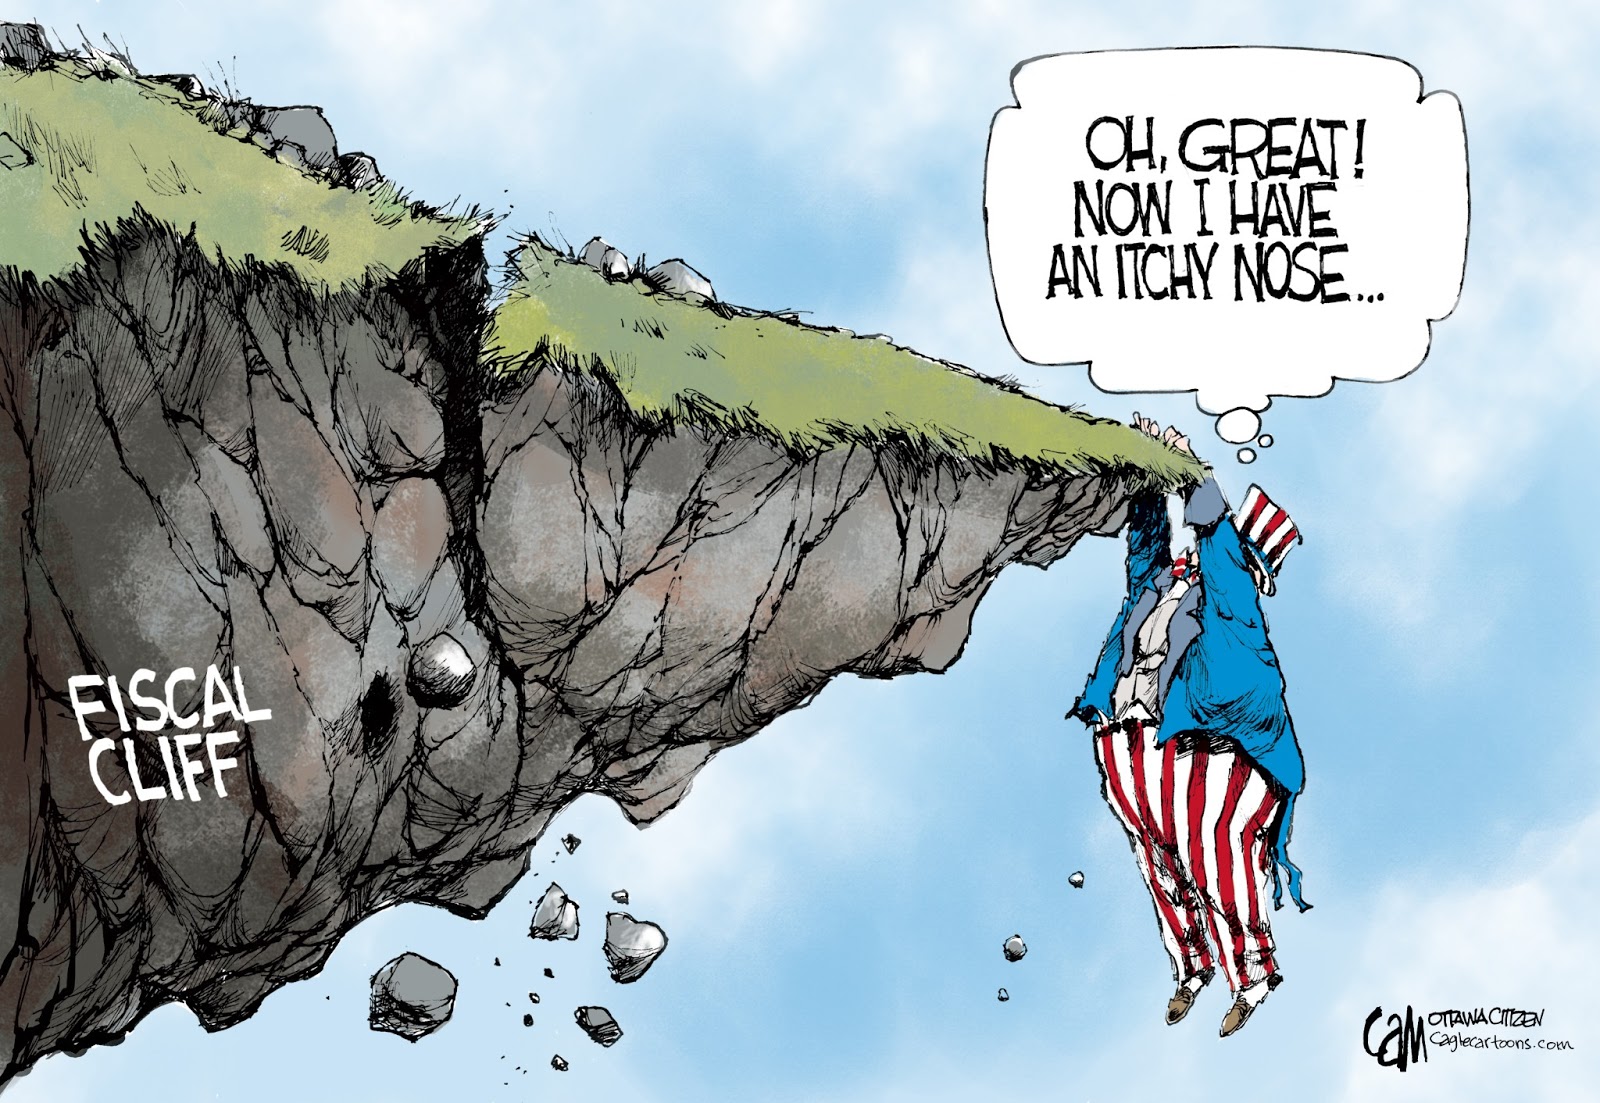 OH, GREAT!
NOW I HAVE
AN ITCHY NOSE...
FISCAL
CLIFF
CAM
OTTAWA CITIZEN
caglecartoons.com